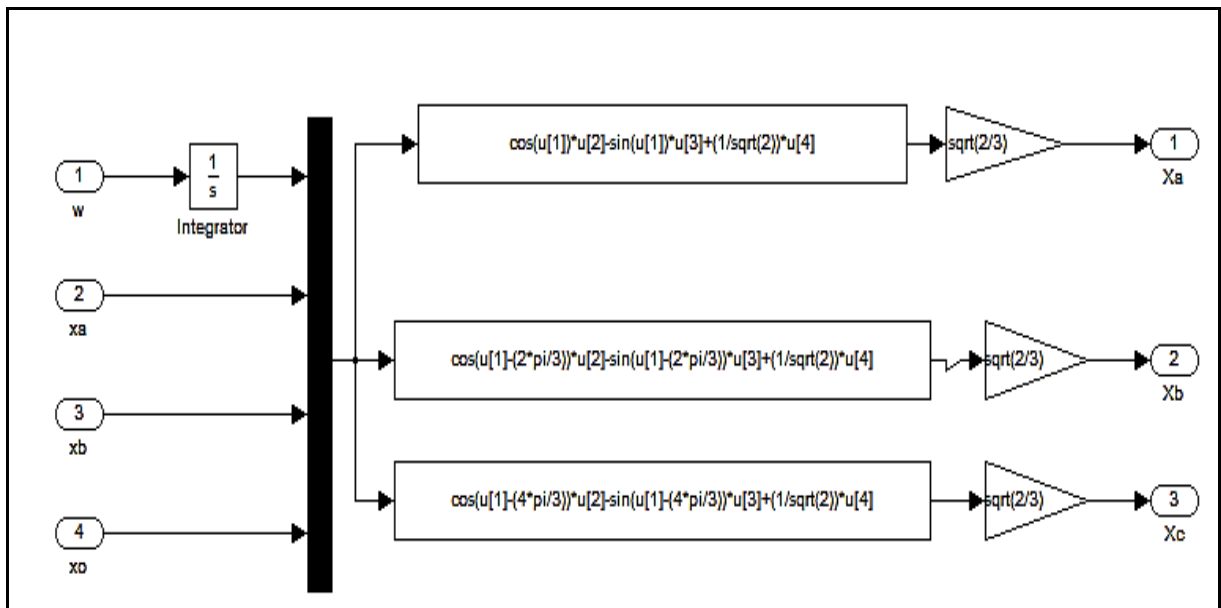 1
w
1
s
Integrator
2
xa
3
xb
4
xo
cos(u[1])*u[2]-sin(u[1])*u[3]+(1/sqrt(2))*u[4]
sqrt(2/3)
1
Xa
cos(u[1]-(2*pi/3))*u[2]-sin(u[1]-(2*pi/3))*u[3]+(1/sqrt(2))*u[4]
sqrt(2/3)
2
Xb
cos(u[1]-(4*pi/3))*u[2]-sin(u[1]-(4*pi/3))*u[3]+(1/sqrt(2))*u[4]
sqrt(2/3)
3
Xc